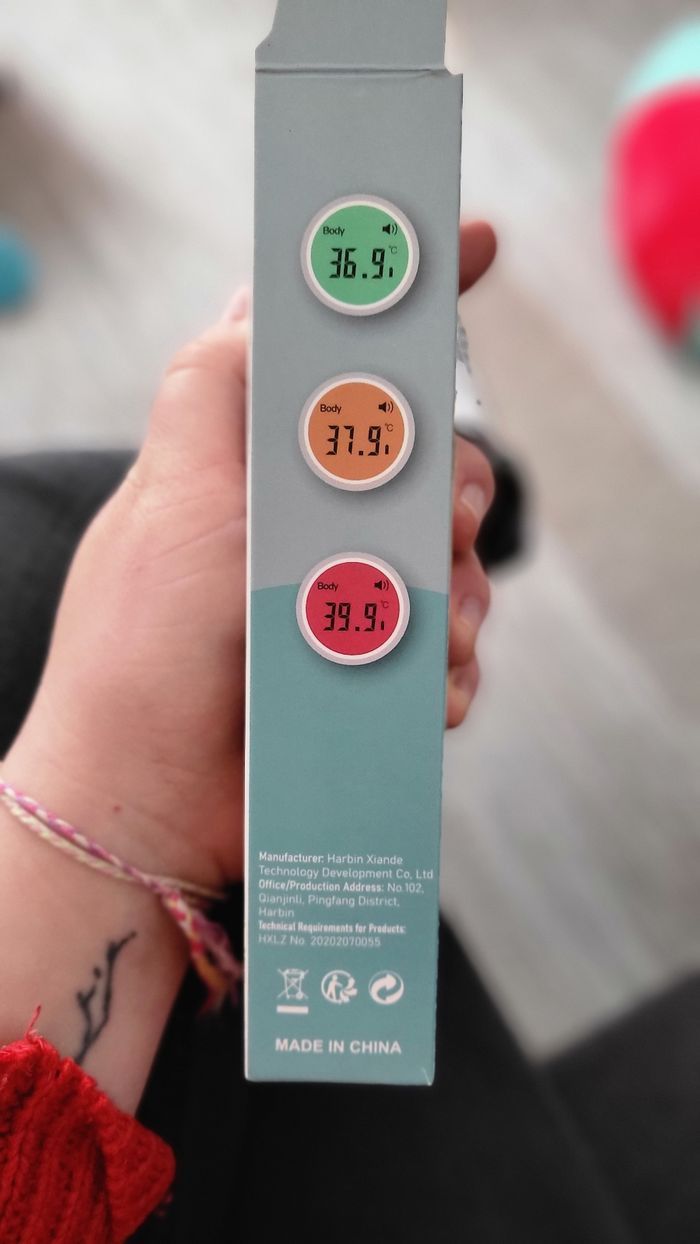 Body
36.9 °C
Body
37.9 °C
Body
39.9 °C
Manufacturer: Harbin Xiande
Technology Development Co, Ltd
Office/Production Address: No.102,
Qianjinli, Pingfang District,
Harbin
Technical Requirements for Products:
HXLZ No. 20202070055
MADE IN CHINA